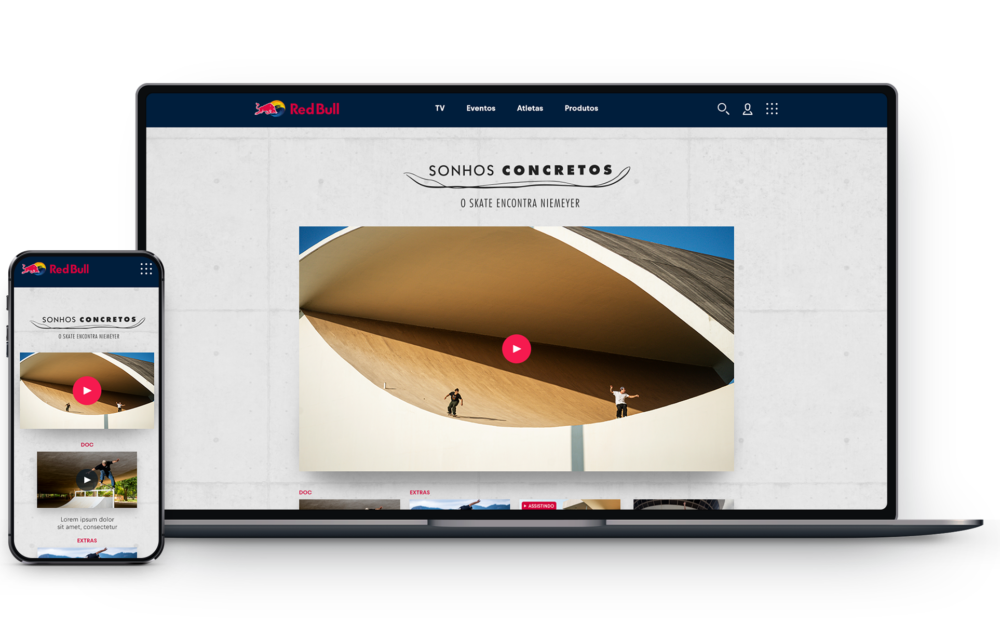 Red Bull
TV Eventos Atletas Produtos
SONHOS CONCRETOS
O SKATE ENCONTRA NIEMEYER
DOC EXTRAS
ASSISTINDO
Red Bull
SONHOS CONCRETOS
O SKATE ENCONTRA NIEMEYER
DOC
Lorem ipsum dolor
sit amet, consectetur
EXTRAS